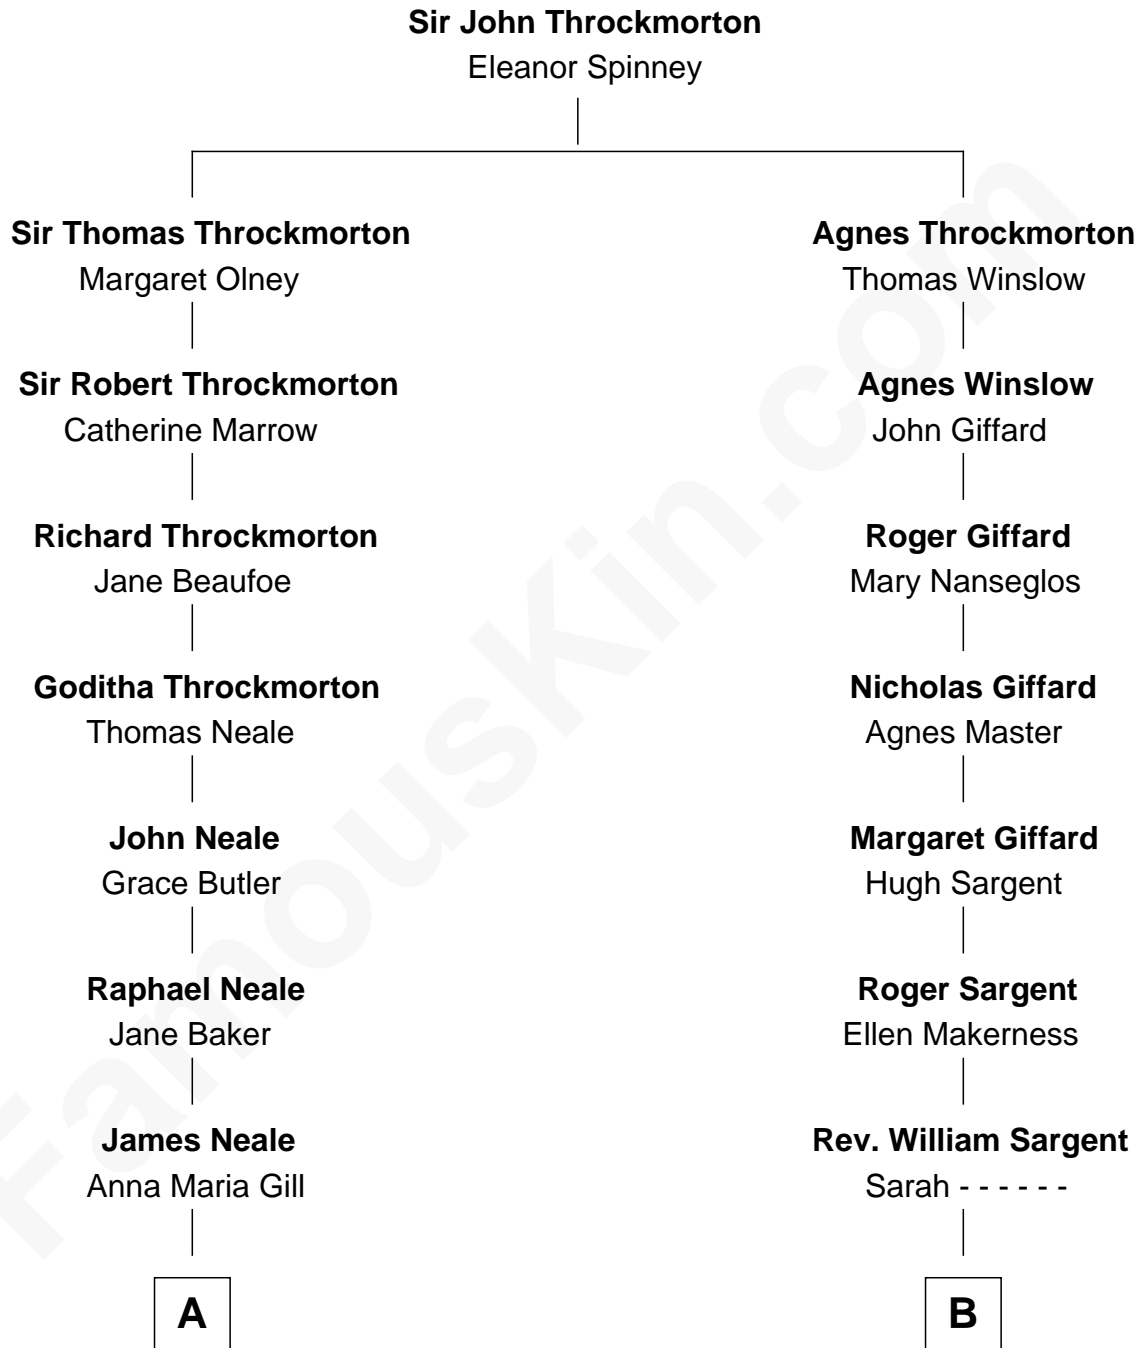 Sir John Throckmorton
Eleanor Spinney
Sir Thomas Throckmorton
Margaret Olney
Sir Robert Throckmorton
Catherine Marrow
Richard Throckmorton
Jane Beaufoe
Goditha Throckmorton
Thomas Neale
John Neale
Grace Butler
Raphael Neale
Jane Baker
James Neale
Anna Maria Gill
A
Agnes Throckmorton
Thomas Winslow
Agnes Winslow
John Giffard
Roger Giffard
Mary Nanseglos
Nicholas Giffard
Agnes Master
Margaret Giffard
Hugh Sargent
Roger Sargent
Ellen Makerness
Rev. William Sargent
Sarah - - - - - -
B
FamousKin.com